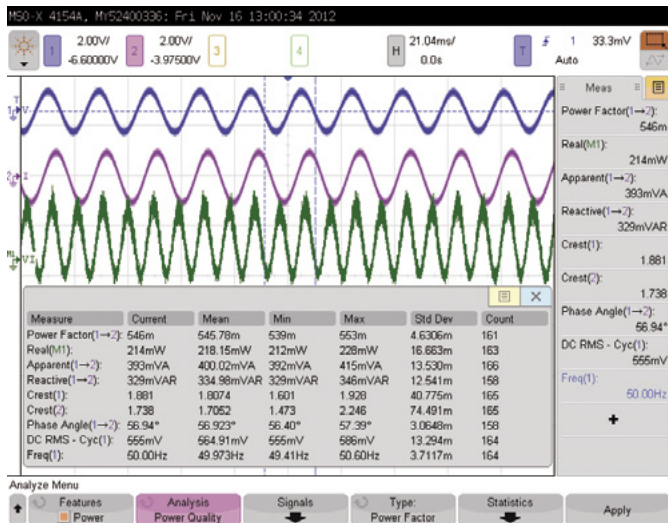 MSO-X 4154A, MY52400336: Fri Nov 16 13:00:34 2012
1 2.00V/ 2 2.00V/ 3 4 H 21.04ms/ T 1 33.3mV
-6.60000V -3.97500V 0.0s Auto
Meas
Power Factor(1→2):
546m
Real(M1):
214mW
Apparent(1→2):
393mVA
Reactive(1→2):
329mVAR
Crest(1):
1.881
Crest(2):
1.738
Phase Angle(1→2):
56.94°
DC RMS - Cyc(1):
555mV
Freq(1):
50.00Hz
T
1 V
2 I
M1 V I
Measure Current Mean Min Max Std Dev Count
Power Factor(1→2): 546m 545.78m 539m 553m 4.6306m 161
Real(M1): 214mW 218.15mW 212mW 228mW 16.663m 163
Apparent(1→2): 393mVA 400.02mVA 392mVA 415mVA 13.530m 166
Reactive(1→2): 329mVAR 334.98mVAR 329mVAR 346mVAR 12.541m 158
Crest(1): 1.881 1.8074 1.601 1.928 40.775m 165
Crest(2): 1.738 1.7052 1.473 2.246 74.491m 165
Phase Angle(1→2): 56.94° 56.923° 56.40° 57.39° 3.0648m 158
DC RMS - Cyc(1): 555mV 564.91mV 555mV 586mV 13.294m 164
Freq(1): 50.00Hz 49.973Hz 49.41Hz 50.60Hz 3.7117m 164
Analyze Menu
Features
Power
Analysis
Power Quality
Signals
Type:
Power Factor
Statistics
Apply